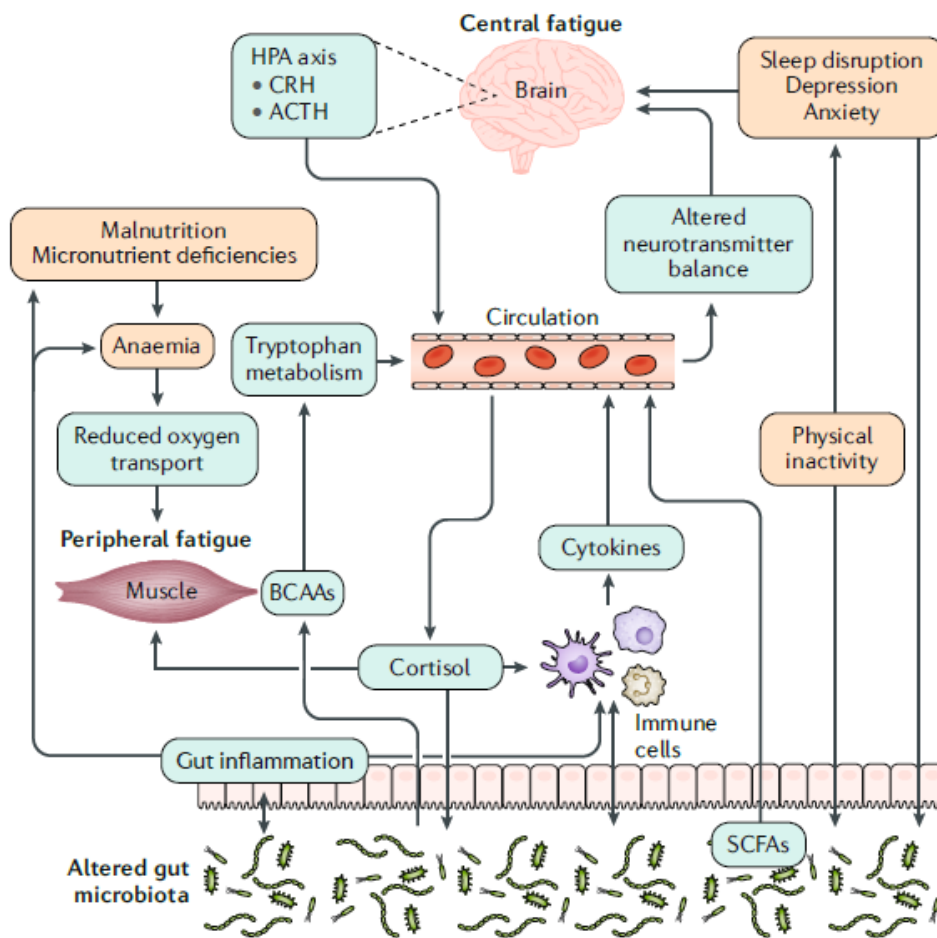 Central fatigue
HPA axis
• CRH
• ACTH
Brain
Sleep disruption
Depression
Anxiety
Malnutrition
Micronutrient deficiencies
Altered
neurotransmitter
balance
Circulation
Anaemia
Tryptophan
metabolism
Reduced oxygen
transport
Physical
inactivity
Peripheral fatigue
Muscle
BCAAs
Cytokines
Cortisol
Immune
cells
Gut inflammation
SCFAs
Altered gut
microbiota